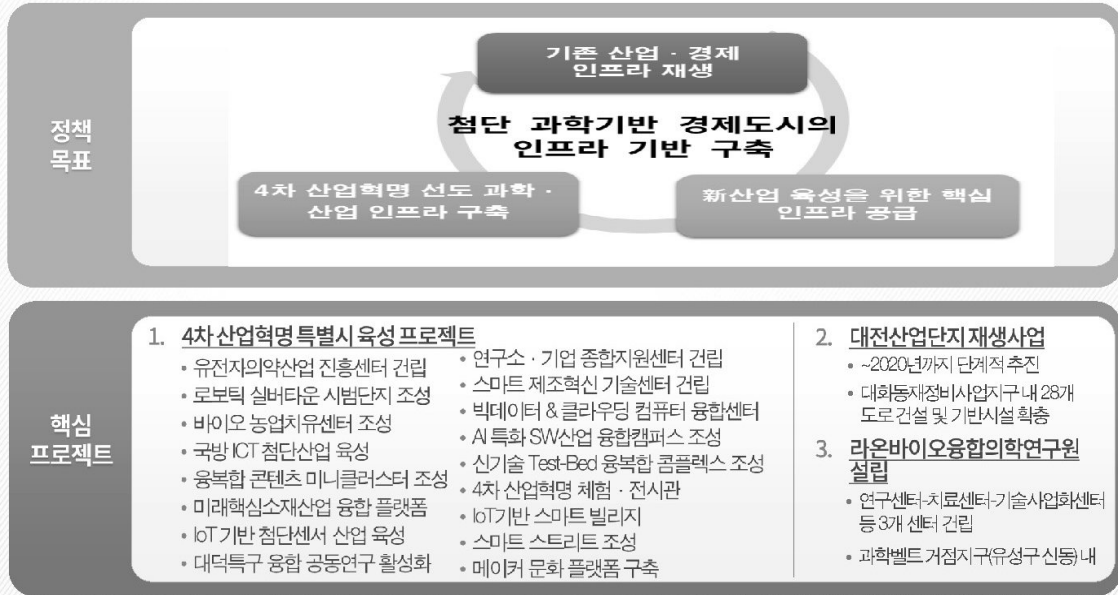 정책
목표
기존 산업 · 경제
인프라 재생
첨단 과학기반 경제도시의
인프라 기반 구축
4차 산업혁명 선도 과학 ·
산업 인프라 구축
新산업 육성을 위한 핵심
인프라 공급
핵심
프로젝트
1. 4차 산업혁명 특별시 육성 프로젝트
• 유전자의약산업 진흥센터 건립
• 로보틱 실버타운 시범단지 조성
• 바이오 농업치유센터 조성
• 국방 ICT 첨단산업 육성
• 융복합 콘텐츠 미니클러스터 조성
• 미래핵심소재산업 융합 플랫폼
• IoT기반 첨단센서 산업 육성
• 대덕특구 융합 공동연구 활성화
• 연구소 · 기업 종합지원센터 건립
• 스마트 제조혁신 기술센터 건립
• 빅데이터 & 클라우딩 컴퓨터 융합센터
• AI 특화 SW산업 융합캠퍼스 조성
• 신기술 Test-Bed 융복합 콤플렉스 조성
• 4차 산업혁명 체험 · 전시관
• IoT기반 스마트 빌리지
• 스마트 스트리트 조성
• 메이커 문화 플랫폼 구축
2. 대전산업단지 재생사업
• ~2020년까지 단계적 추진
• 대화동재정비사업지구 내 28개
도로 건설 및 기반시설 확충
3. 라온바이오융합의학연구원
설립
• 연구센터-치료센터-기술사업화센터
등 3개 센터 건립
• 과학벨트 거점지구(유성구 신동) 내